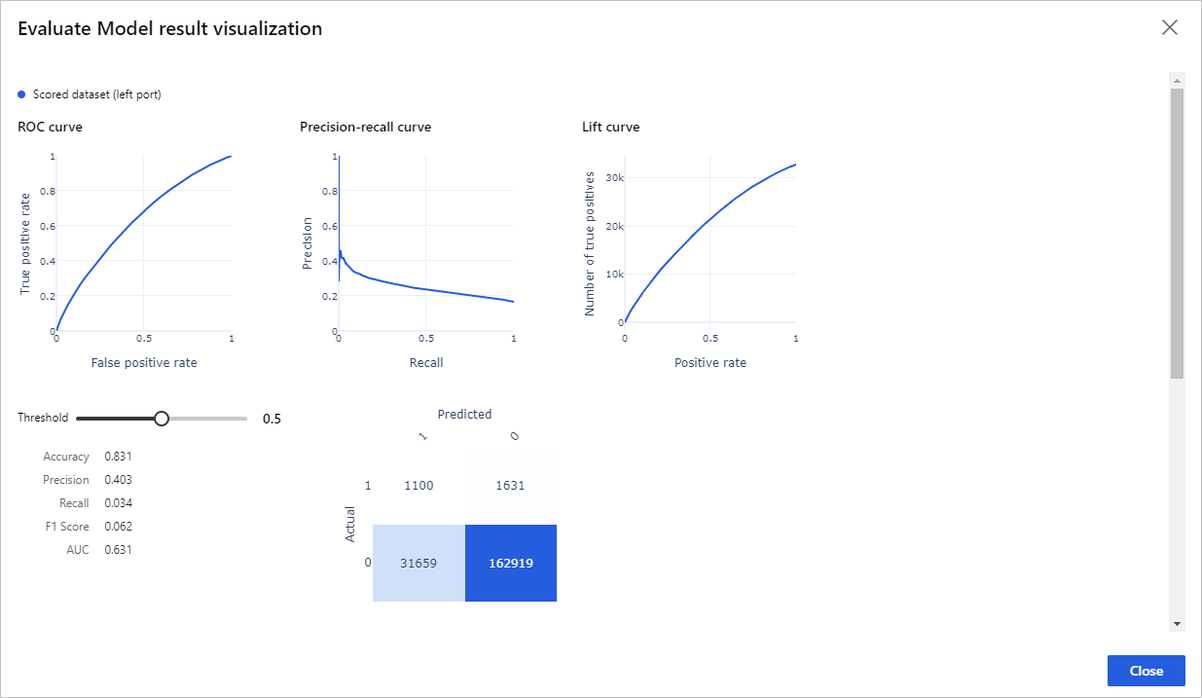 Evaluate Model result visualization
Scored dataset (left port)
ROC curve
Precision-recall curve
Lift curve
True positive rate
1
0.8
0.6
0.4
0.2
0
0
0.5
1
False positive rate
Precision
1
0.8
0.6
0.4
0.2
0
0
0.5
1
Recall
Number of true positives
30k
20k
10k
0
0
0.5
1
Positive rate
Threshold
0.5
Accuracy 0.831
Precision 0.403
Recall 0.034
F1 Score 0.062
AUC 0.631
Predicted
1 0
Actual
1 1100 1631
0 31659 162919
Close